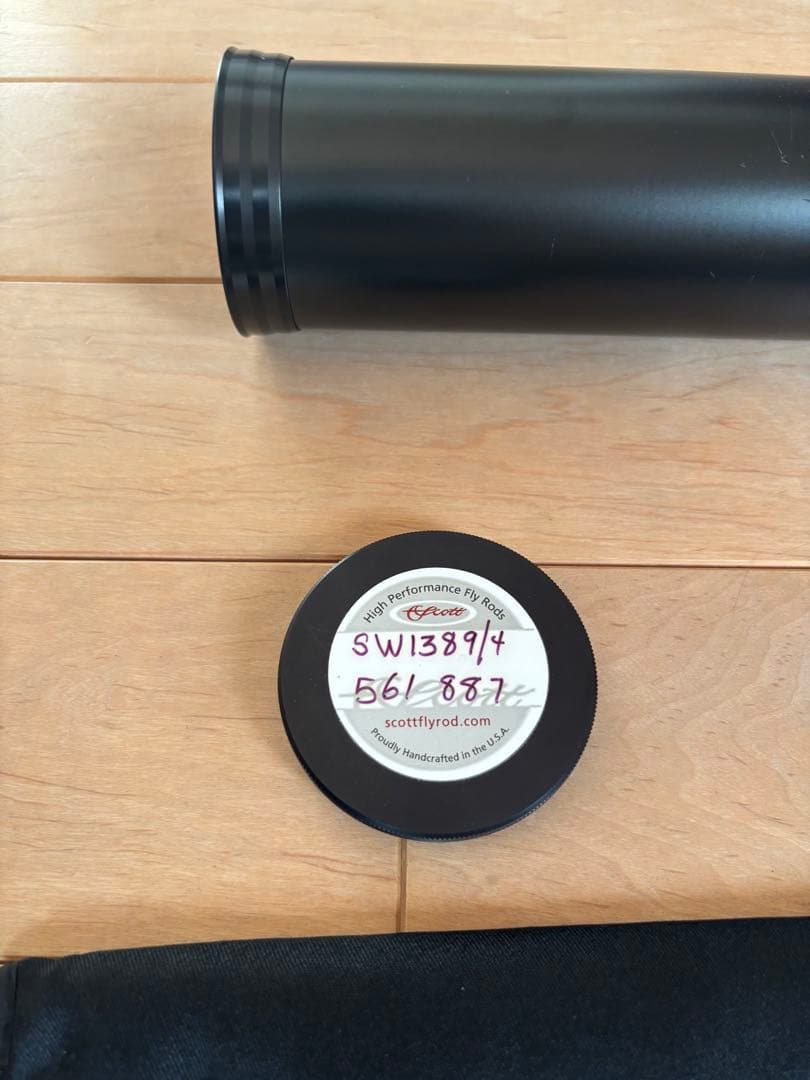 High Performance Fly Rods
Scott
SW1389/4
561 887
scottflyrod.com
Proudly Handcrafted in the U.S.A.